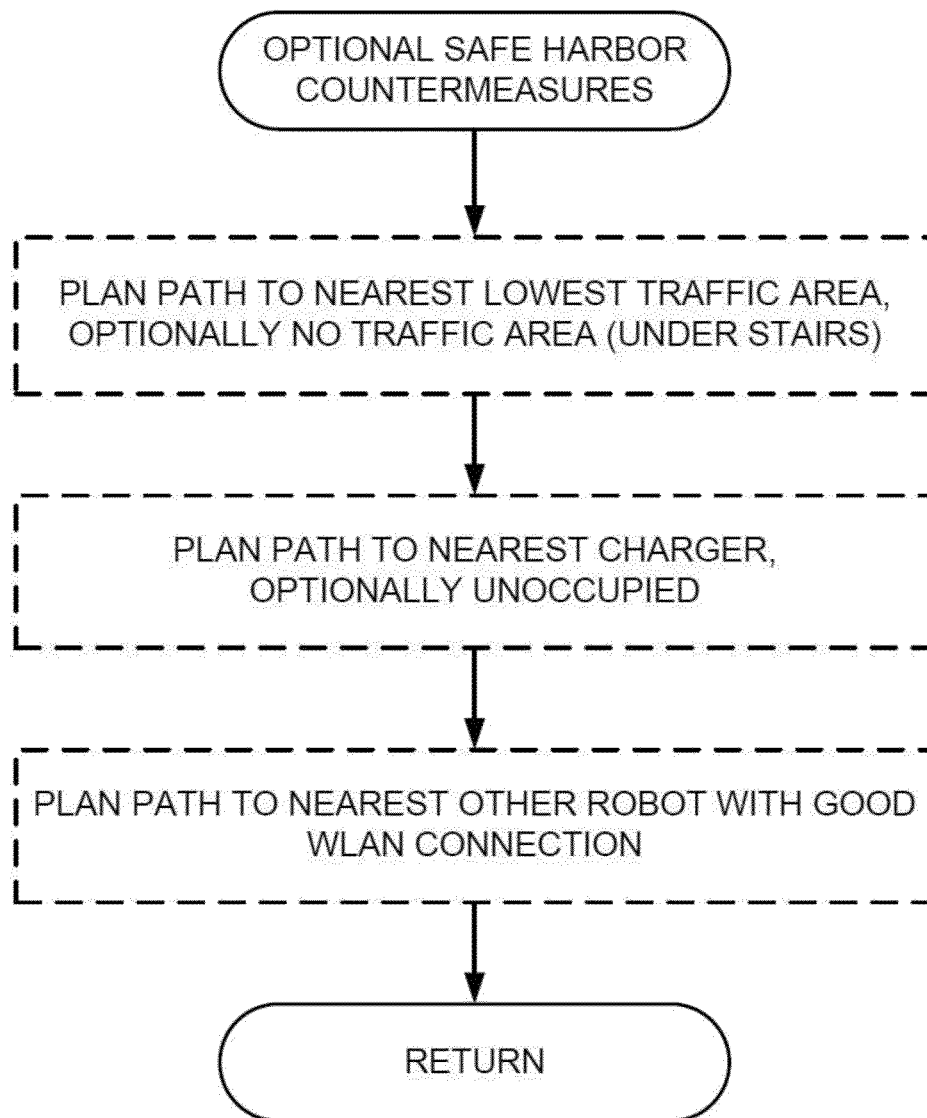 OPTIONAL SAFE HARBOR
COUNTERMEASURES
PLAN PATH TO NEAREST LOWEST TRAFFIC AREA,
OPTIONALLY NO TRAFFIC AREA (UNDER STAIRS)
PLAN PATH TO NEAREST CHARGER,
OPTIONALLY UNOCCUPIED
PLAN PATH TO NEAREST OTHER ROBOT WITH GOOD
WLAN CONNECTION
RETURN